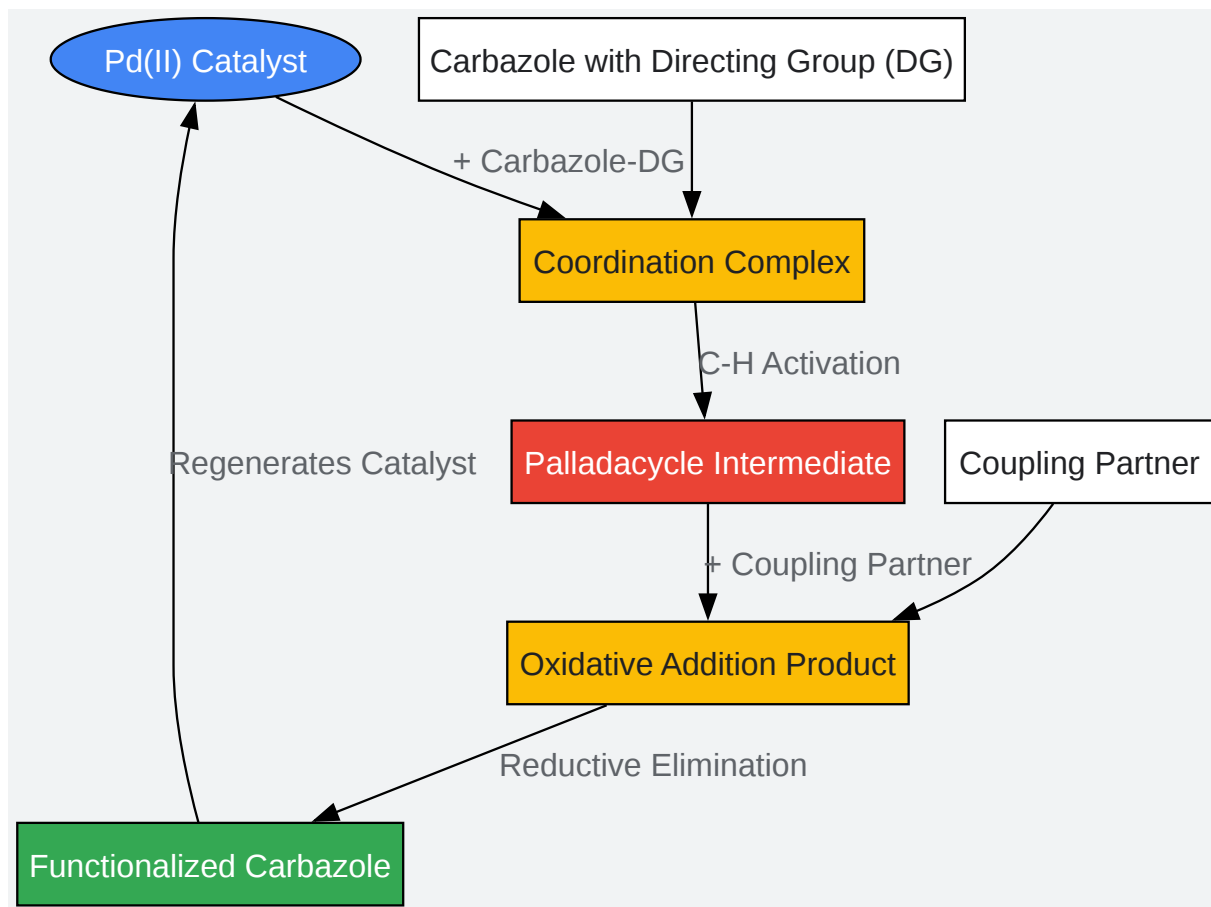 Pd(II) Catalyst
Carbazole with Directing Group (DG)
+ Carbazole-DG
Coordination Complex
C-H Activation
Regenerates Catalyst
Palladacycle Intermediate
Coupling Partner
+ Coupling Partner
Oxidative Addition Product
Reductive Elimination
Functionalized Carbazole